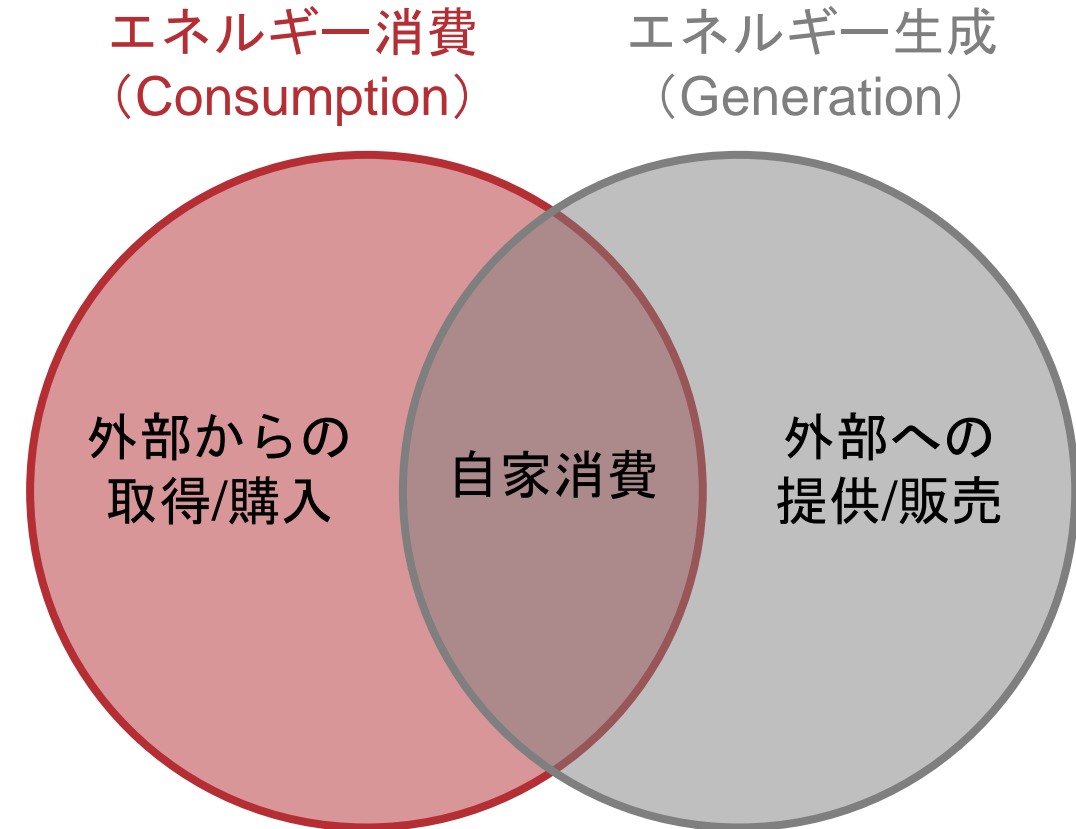 エネルギー消費
（Consumption）
エネルギー生成
（Generation）
外部からの
取得/購入
自家消費
外部への
提供/販売